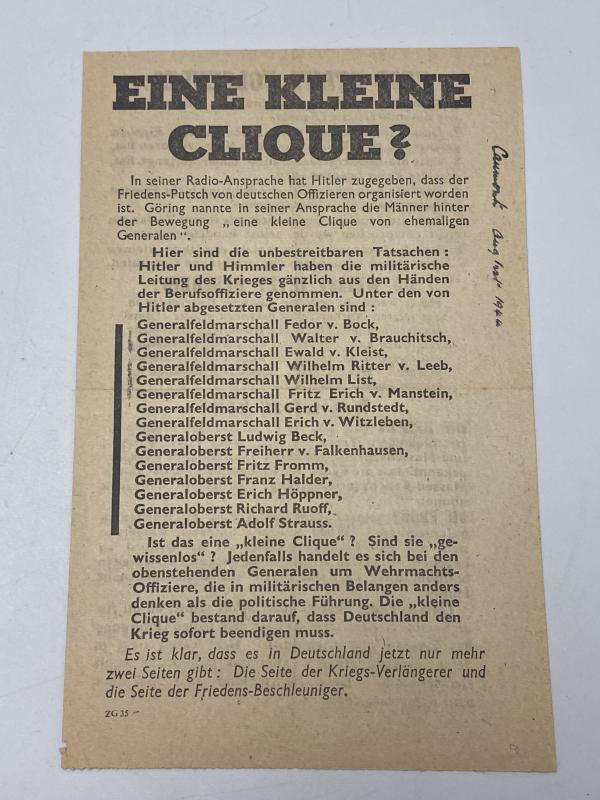 EINE KLEINE
CLIQUE?
In seiner Radio-Ansprache hat Hitler zugegeben, dass der
Friedens-Putsch von deutschen Offizieren organisiert worden
ist. Göring nannte in seiner Ansprache die Männer hinter
der Bewegung „ eine kleine Clique von ehemaligen
Generalen “.
Hier sind die unbestreitbaren Tatsachen :
Hitler und Himmler haben die militärische
Leitung des Krieges gänzlich aus den Händen
der Berufsoffiziere genommen. Unter den von
Hitler abgesetzten Generalen sind :
Generalfeldmarschall Fedor v. Bock,
Generalfeldmarschall Walter v. Brauchitsch,
Generalfeldmarschall Ewald v. Kleist,
Generalfeldmarschall Wilhelm Ritter v. Leeb,
Generalfeldmarschall Wilhelm List,
Generalfeldmarschall Fritz Erich v. Manstein,
Generalfeldmarschall Gerd v. Rundstedt,
Generalfeldmarschall Erich v. Witzleben,
Generaloberst Ludwig Beck,
Generaloberst Freiherr v. Falkenhausen,
Generaloberst Fritz Fromm,
Generaloberst Franz Halder,
Generaloberst Erich Höppner,
Generaloberst Richard Ruoff,
Generaloberst Adolf Strauss.
Ist das eine „kleine Clique“ ? Sind sie „ge-
wissenlos“ ? Jedenfalls handelt es sich bei den
obenstehenden Generalen um Wehrmachts-
Offiziere, die in militärischen Belangen anders
denken als die politische Führung. Die „kleine
Clique“ bestand darauf, dass Deutschland den
Krieg sofort beendigen muss.
Es ist klar, dass es in Deutschland jetzt nur mehr
zwei Seiten gibt : Die Seite der Kriegs-Verlängerer und
die Seite der Friedens-Beschleuniger.
ZG 35
Caumont August 1944